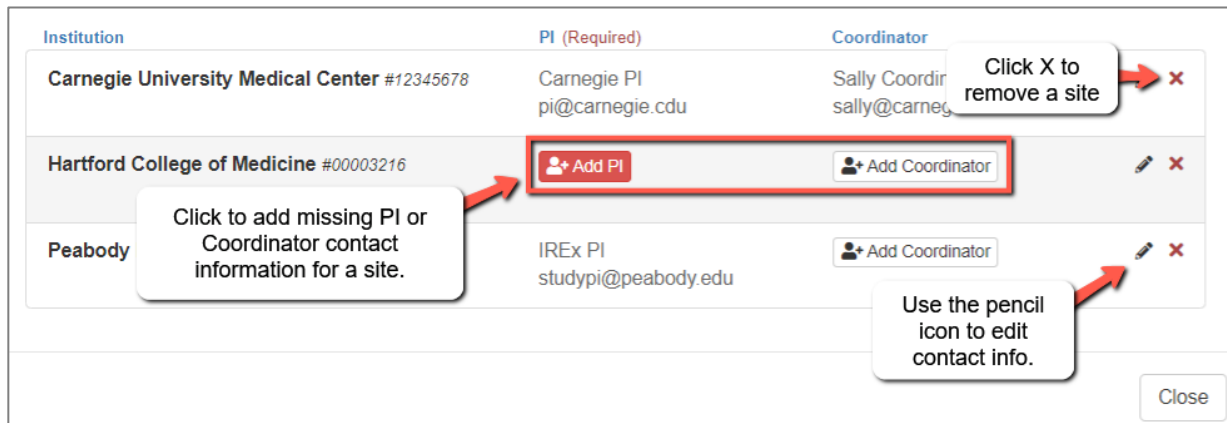 Institution PI (Required) Coordinator
Carnegie University Medical Center #12345678 Carnegie PI Sally
pi@carnegie.cdu
Click X to
remove a site
Hartford College of Medicine #00003216 Add PI Add Coordinator
Click to add missing PI or
Coordinator contact
information for a site.
Peabody IREx PI Add Coordinator
studypi@peabody.edu
Use the pencil
icon to edit
contact info.
Close